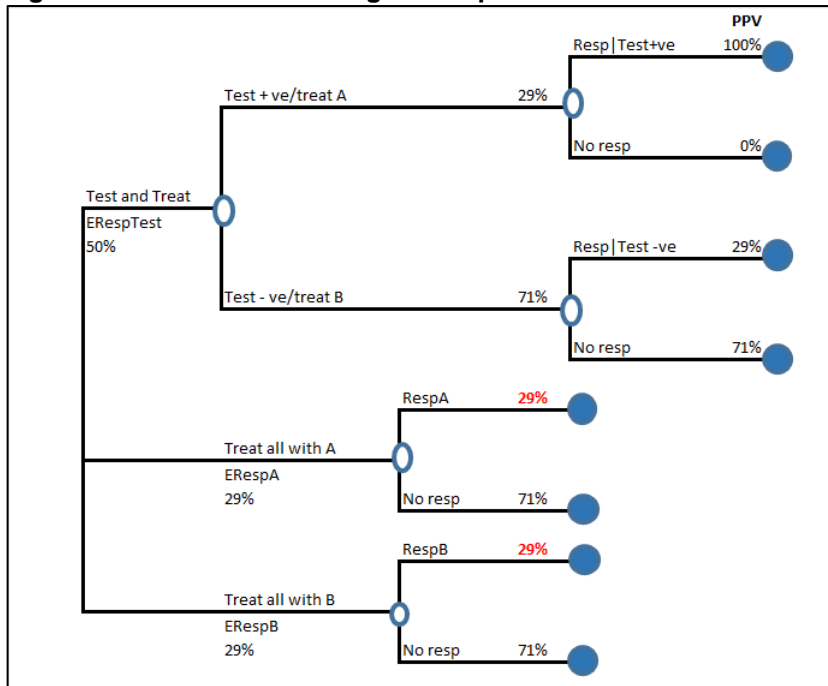 PPV
Resp|Test+ve 100%
Test + ve/treat A 29%
No resp 0%
Test and Treat
ERespTest
50%
Resp|Test -ve 29%
Test - ve/treat B 71%
No resp 71%
RespA 29%
Treat all with A
ERespA
29%
No resp 71%
RespB 29%
Treat all with B
ERespB
29%
No resp 71%